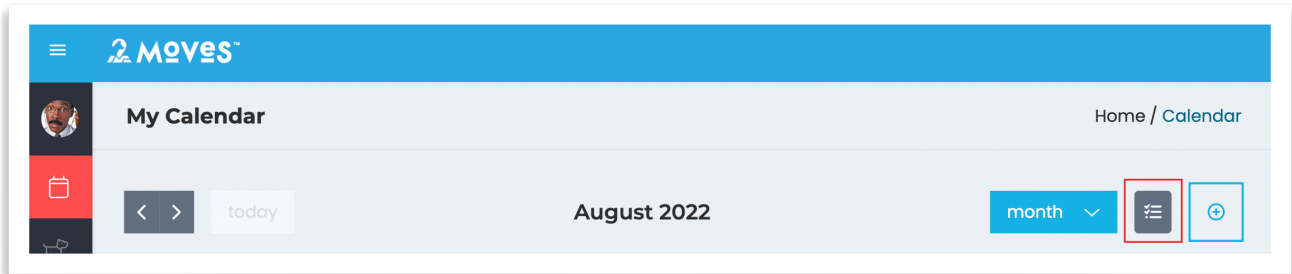 2 MOVES™
My Calendar
Home / Calendar
today
August 2022
month